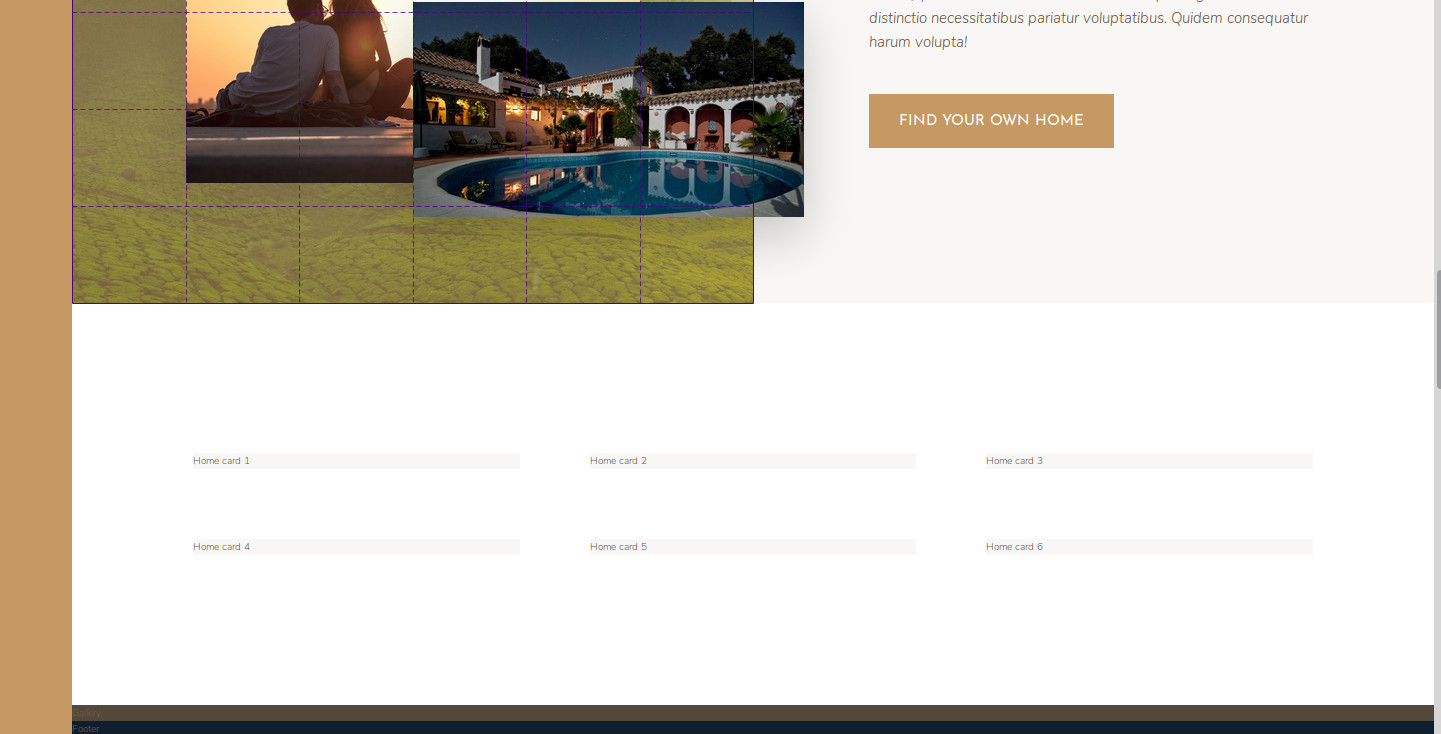 distinctio necessitatibus pariatur voluptatibus. Quidem consequatur
harum volupta!
FIND YOUR OWN HOME
Home card 1
Home card 2
Home card 3
Home card 4
Home card 5
Home card 6
Gallery
Footer